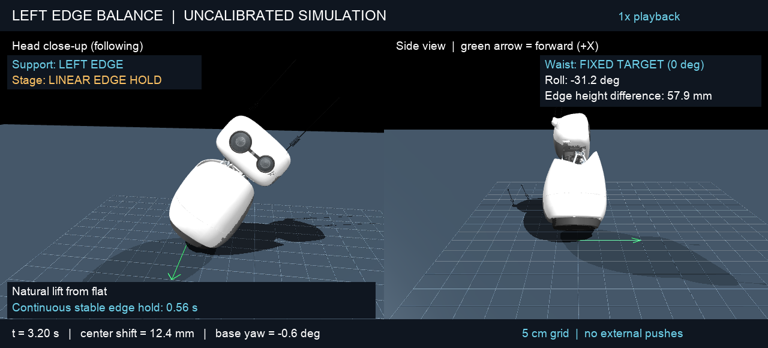 LEFT EDGE BALANCE | UNCALIBRATED SIMULATION
1x playback
Head close-up (following)
Support: LEFT EDGE
Stage: LINEAR EDGE HOLD
Side view | green arrow = forward (+X)
Waist: FIXED TARGET (0 deg)
Roll: -31.2 deg
Edge height difference: 57.9 mm
Natural lift from flat
Continuous stable edge hold: 0.56 s
t = 3.20 s | center shift = 12.4 mm | base yaw = -0.6 deg
5 cm grid | no external pushes